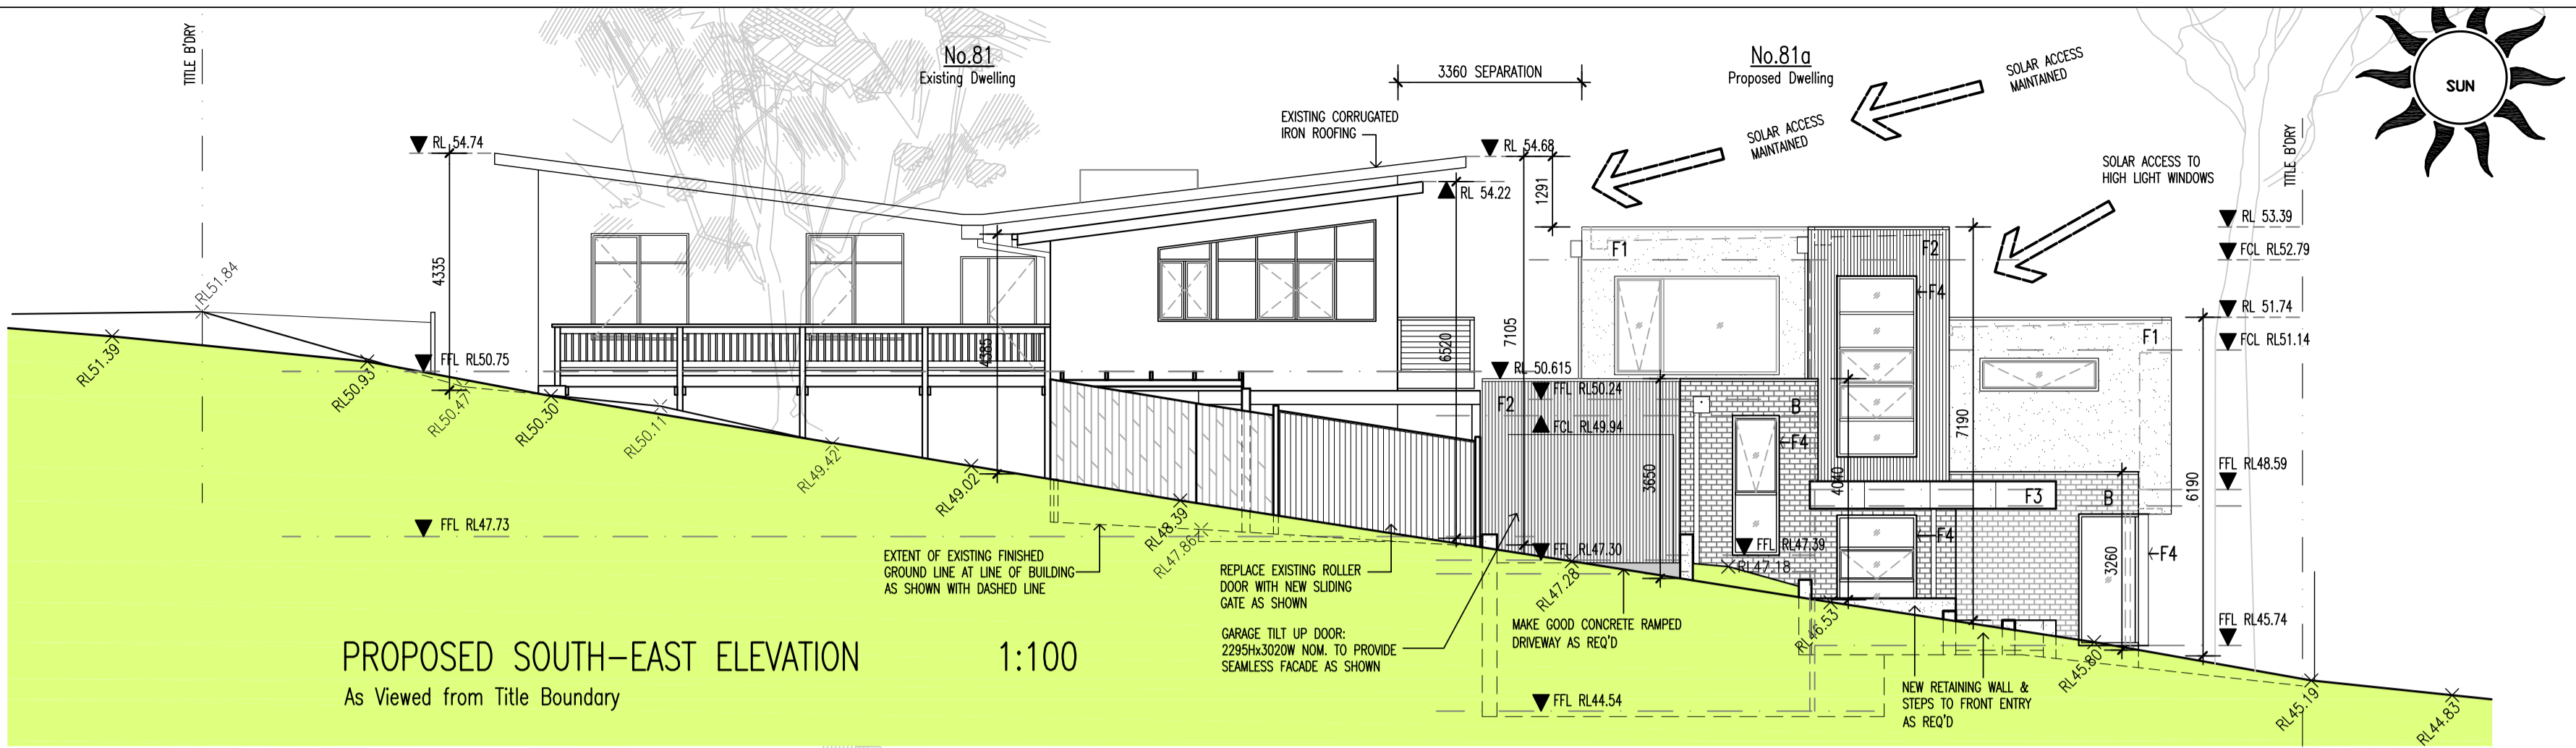 TITLE B'DRY
No.81
Existing Dwelling
3360 SEPARATION
No.81a
Proposed Dwelling
SOLAR ACCESS
MAINTAINED
SUN
EXISTING CORRUGATED
IRON ROOFING
SOLAR ACCESS
MAINTAINED
TITLE B'DRY
SOLAR ACCESS TO
HIGH LIGHT WINDOWS
RL 54.74
RL 54.68
RL 54.22
1291
RL 53.39
FCL RL52.79
RL 51.74
FCL RL51.14
4335
4385
6520
7105
F1
F2
F4
F1
RL51.84
RL51.39
RL50.93
FFL RL50.75
RL50.47
RL50.30
RL50.11
RL49.42
RL49.02
RL48.39
RL47.86
RL 50.615
F2
FFL RL50.24
FCL RL49.94
B
F4
3650
4040
7190
6190
FFL RL48.59
F3
B
FFL RL47.73
FFL RL47.30
FFL RL47.39
RL47.18
RL47.28
F4
F4
3260
RL46.53
FFL RL45.74
RL45.80
RL45.19
RL44.83
FFL RL44.54
EXTENT OF EXISTING FINISHED
GROUND LINE AT LINE OF BUILDING
AS SHOWN WITH DASHED LINE
REPLACE EXISTING ROLLER
DOOR WITH NEW SLIDING
GATE AS SHOWN
GARAGE TILT UP DOOR:
2295Hx3020W NOM. TO PROVIDE
SEAMLESS FACADE AS SHOWN
MAKE GOOD CONCRETE RAMPED
DRIVEWAY AS REQ'D
NEW RETAINING WALL &
STEPS TO FRONT ENTRY
AS REQ'D
PROPOSED SOUTH-EAST ELEVATION 1:100
As Viewed from Title Boundary